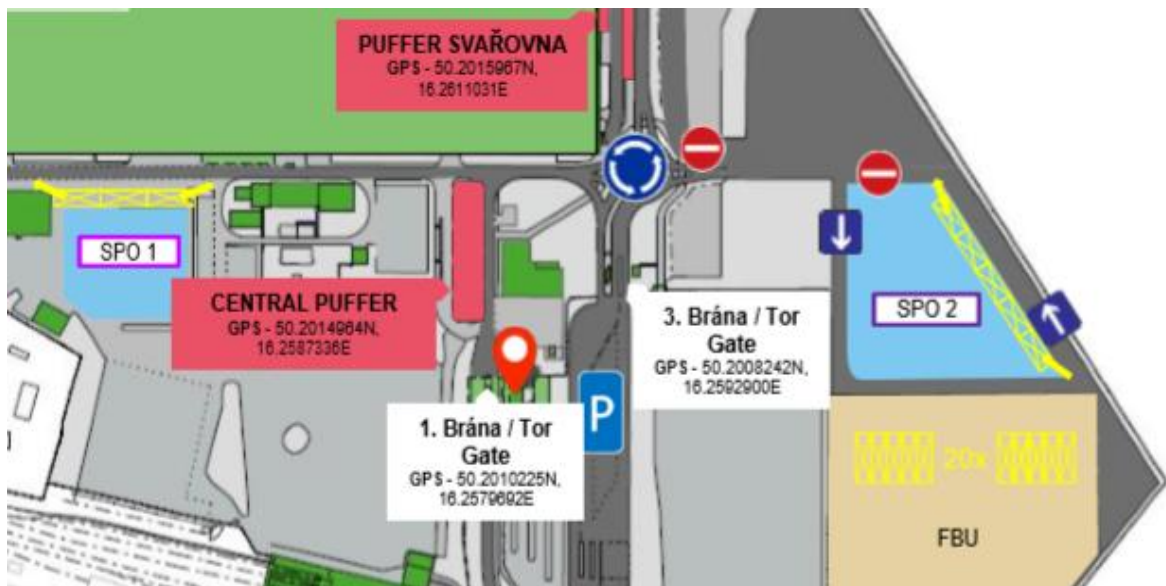 PUFFER SVAŘOVNA
GPS - 50.2015967N,
16.2611031E
SPO 1
CENTRAL PUFFER
GPS - 50.2014964N,
16.2587336E
3. Brána / Tor
Gate
GPS - 50.2008242N,
16.2592900E
SPO 2
1. Brána / Tor
Gate
GPS - 50.2010225N,
16.2579692E
P
20x
FBU